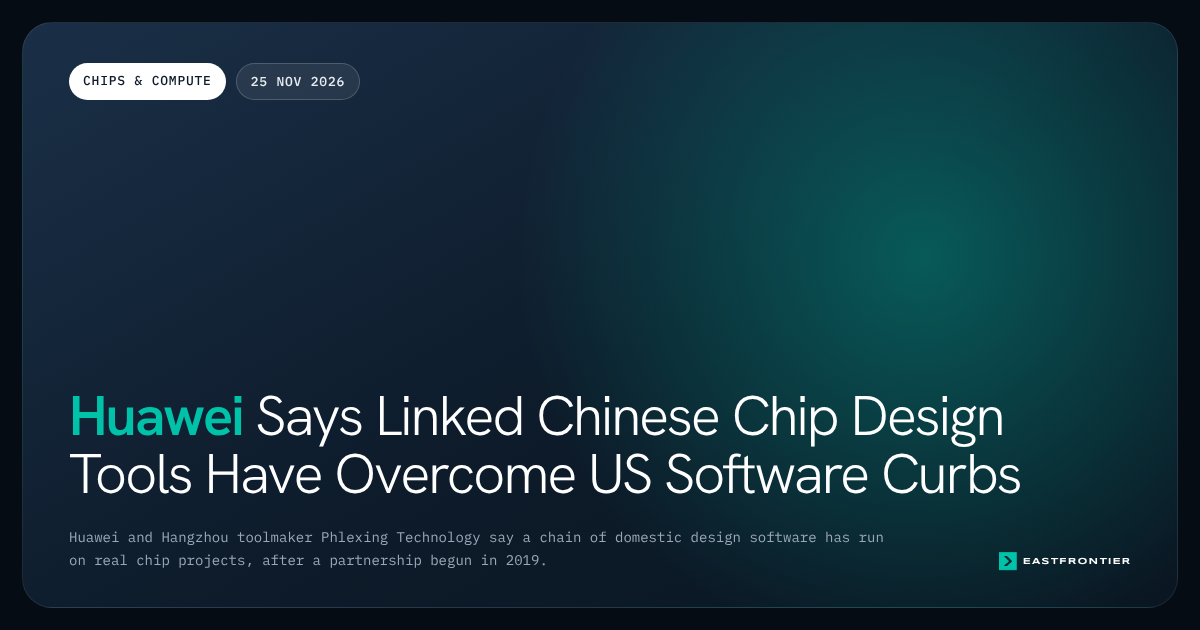 CHIPS & COMPUTE
25 NOV 2026
Huawei Says Linked Chinese Chip Design
Tools Have Overcome US Software Curbs
Huawei and Hangzhou toolmaker Phlexing Technology say a chain of domestic design software has run
on real chip projects, after a partnership begun in 2019.
EASTFRONTIER